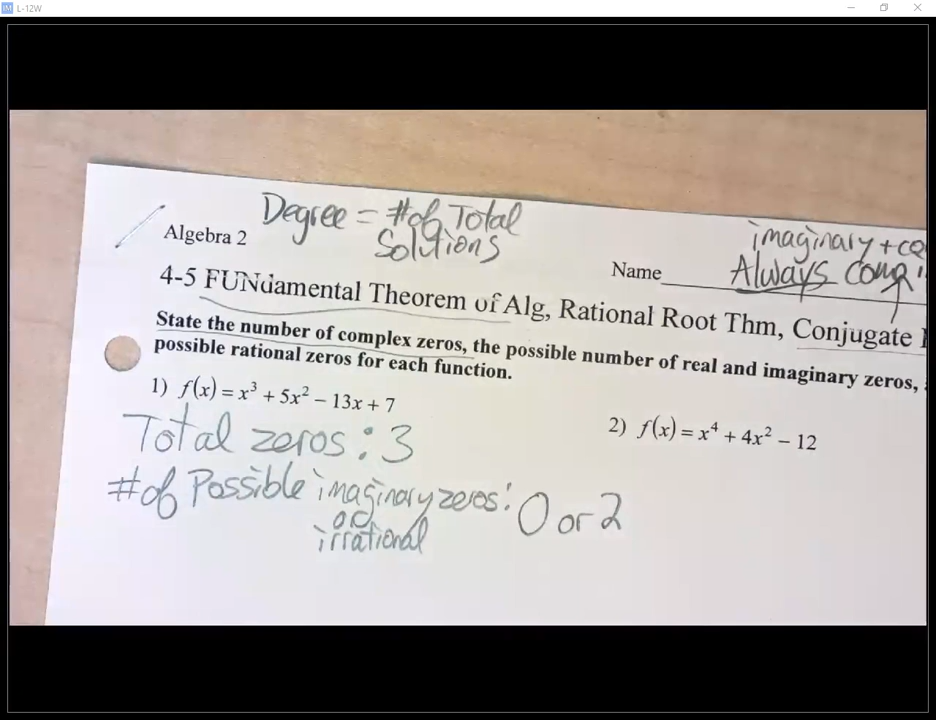 L-12W
Degree = # of Total
Solutions
imaginary + co
Always Comp
Algebra 2
Name
4-5 FUNdamental Theorem of Alg, Rational Root Thm, Conjugate
State the number of complex zeros, the possible number of real and imaginary zeros,
possible rational zeros for each function.
1) f(x) = x³ + 5x² − 13x + 7
2) f(x) = x⁴ + 4x² − 12
Total zeros: 3
# of Possible imaginary zeros: 0 or 2
or
irrational